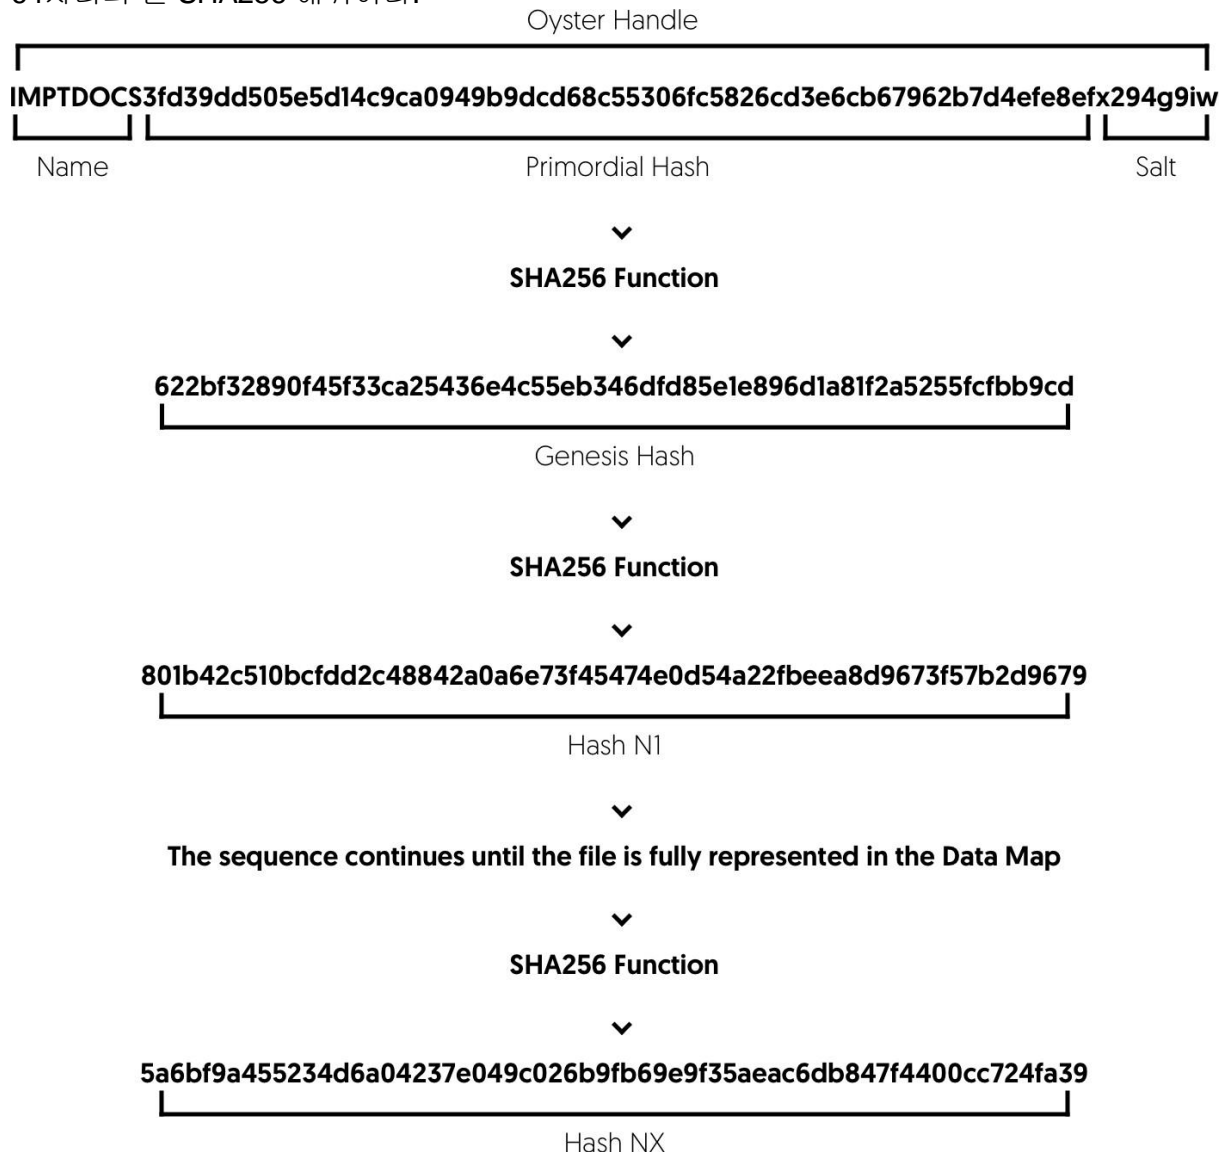 SHA256
Oyster Handle
IMPTDOCS3fd39dd505e5d14c9ca0949b9dcd68c55306fc5826cd3e6cb67962b7d4efe8efx294g9iw
Name Primordial Hash Salt
SHA256 Function
622bf32890f45f33ca25436e4c55eb346dfd85e1e896d1a81f2a5255fcfbb9cd
Genesis Hash
SHA256 Function
801b42c510bcfdd2c48842a0a6e73f45474e0d54a22fbeea8d9673f57b2d9679
Hash N1
The sequence continues until the file is fully represented in the Data Map
SHA256 Function
5a6bf9a455234d6a04237e049c026b9fb69e9f35aeac6db847f4400cc724fa39
Hash NX